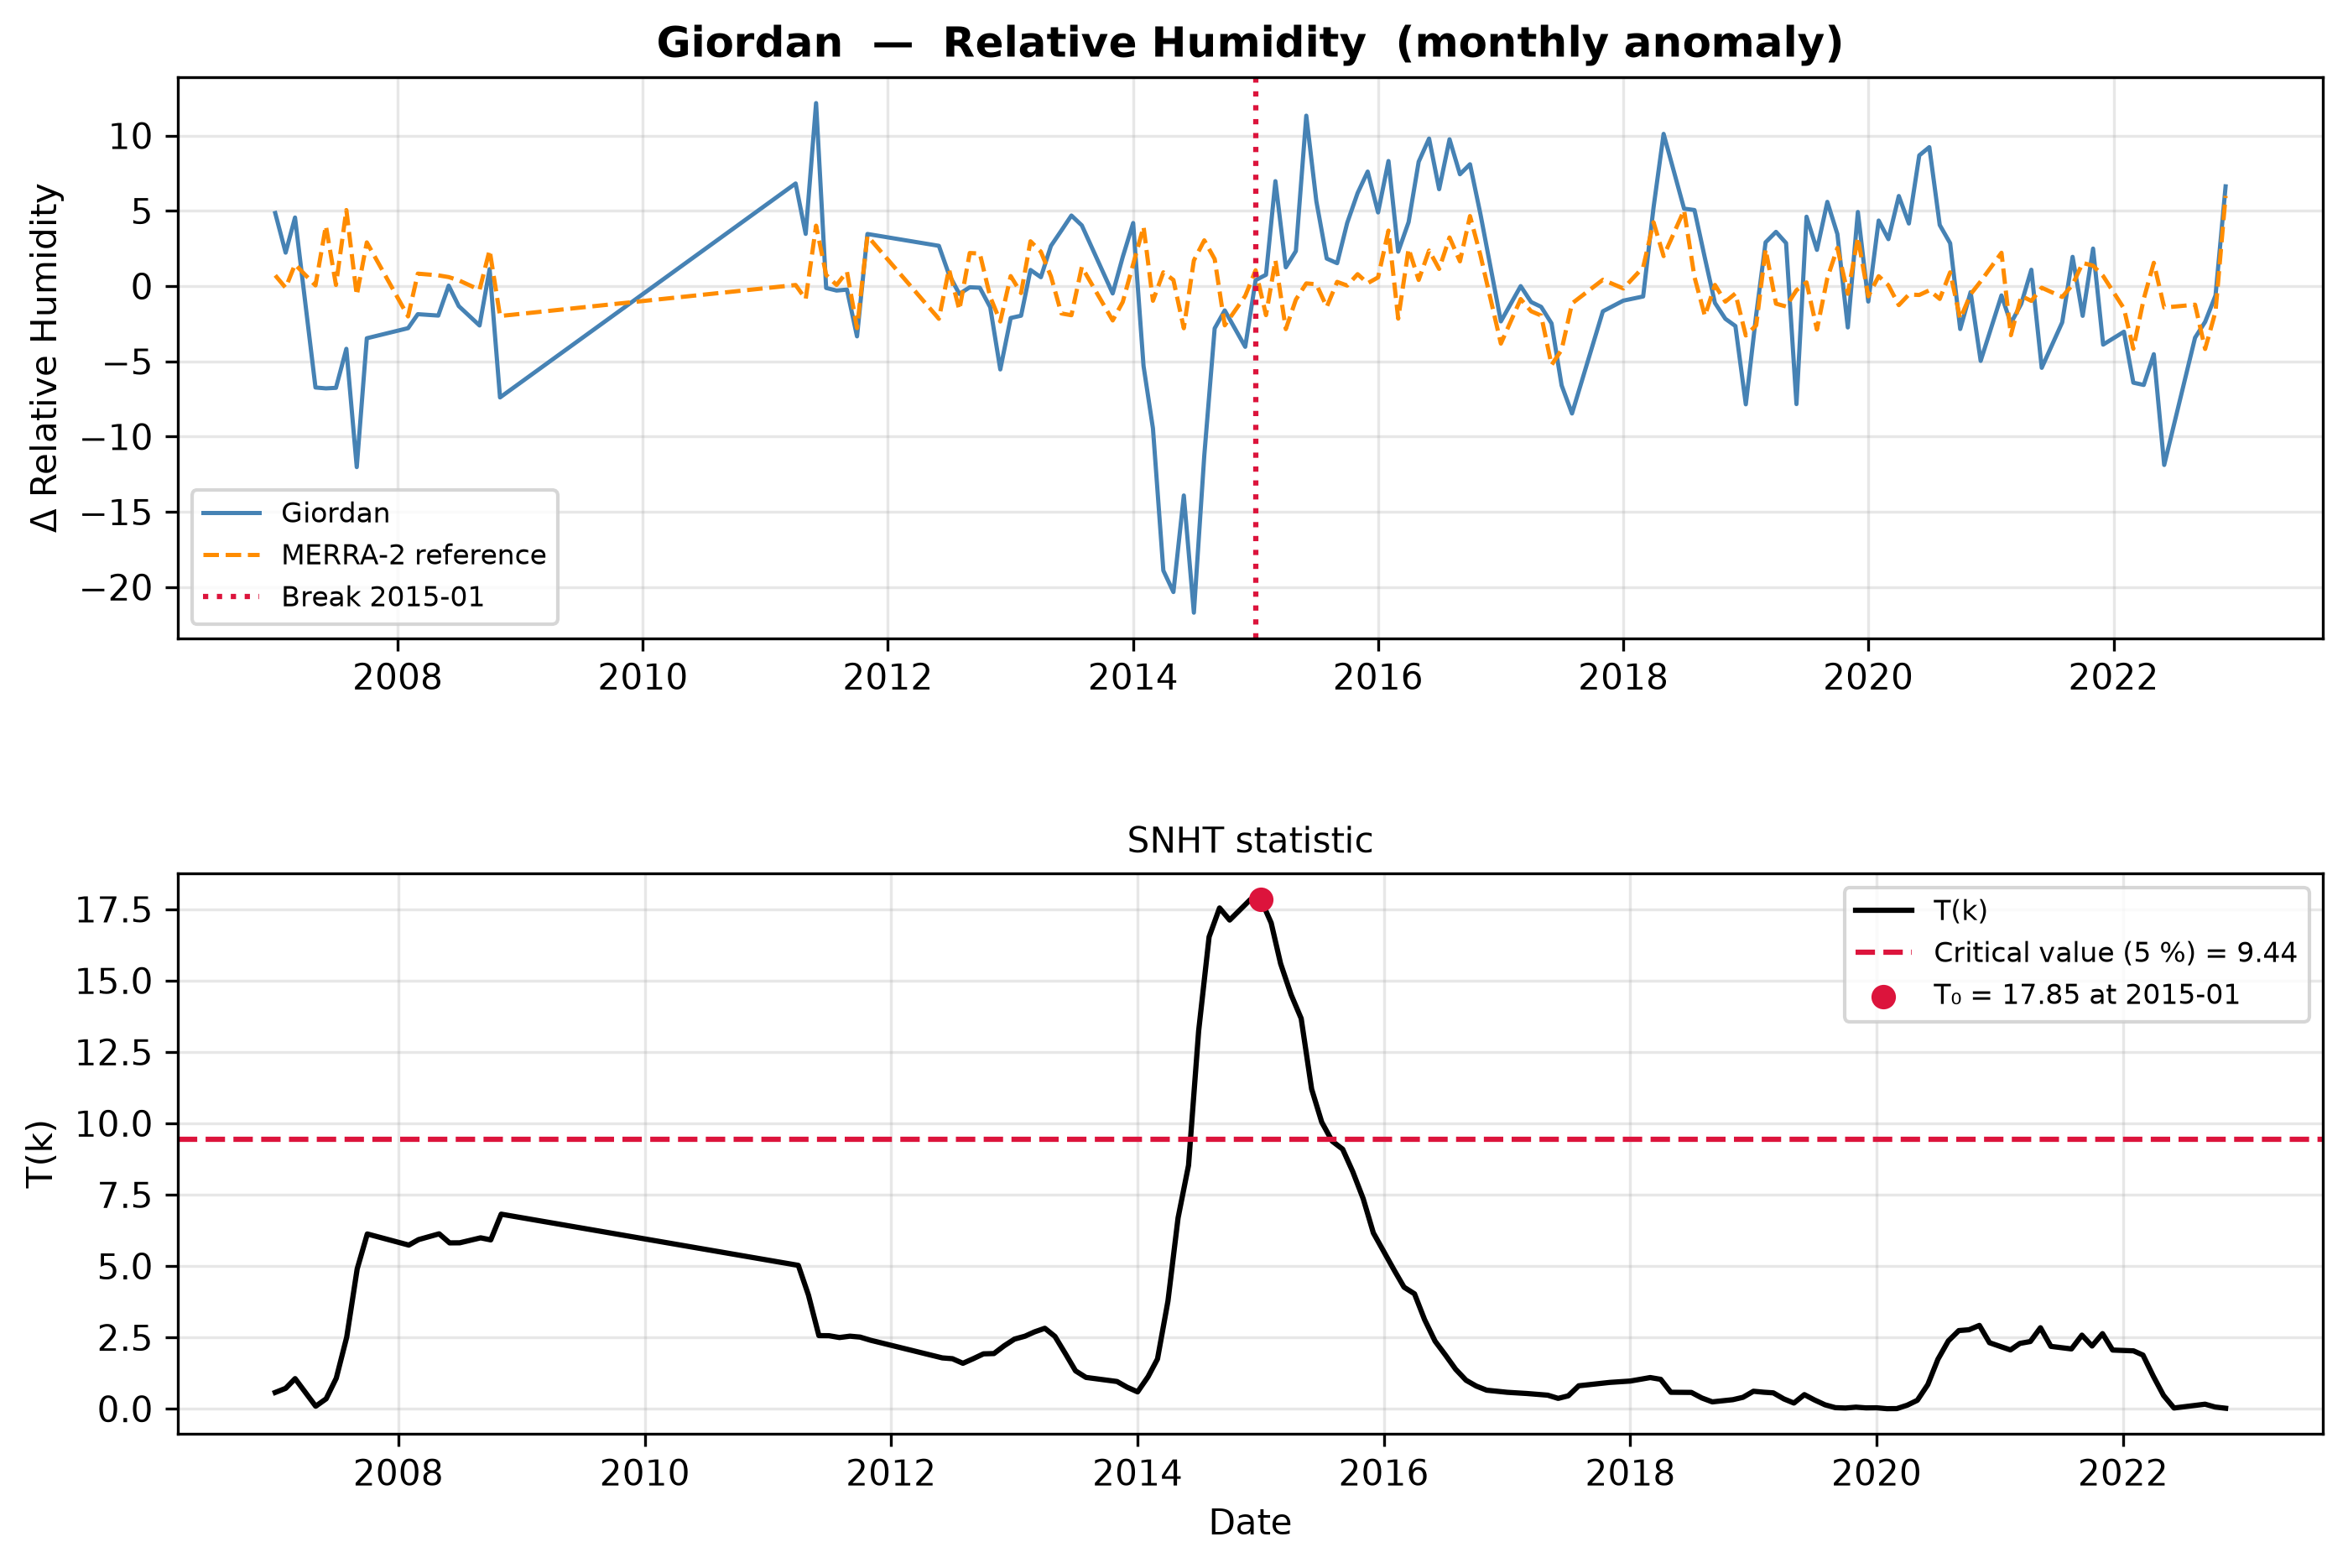 Giordan — Relative Humidity (monthly anomaly)
Δ Relative Humidity
10
5
0
−5
−10
−15
−20
Giordan
MERRA-2 reference
Break 2015-01
2008 2010 2012 2014 2016 2018 2020 2022
SNHT statistic
T(k)
17.5
15.0
12.5
10.0
7.5
5.0
2.5
0.0
T(k)
Critical value (5 %) = 9.44
T₀ = 17.85 at 2015-01
2008 2010 2012 2014 2016 2018 2020 2022
Date